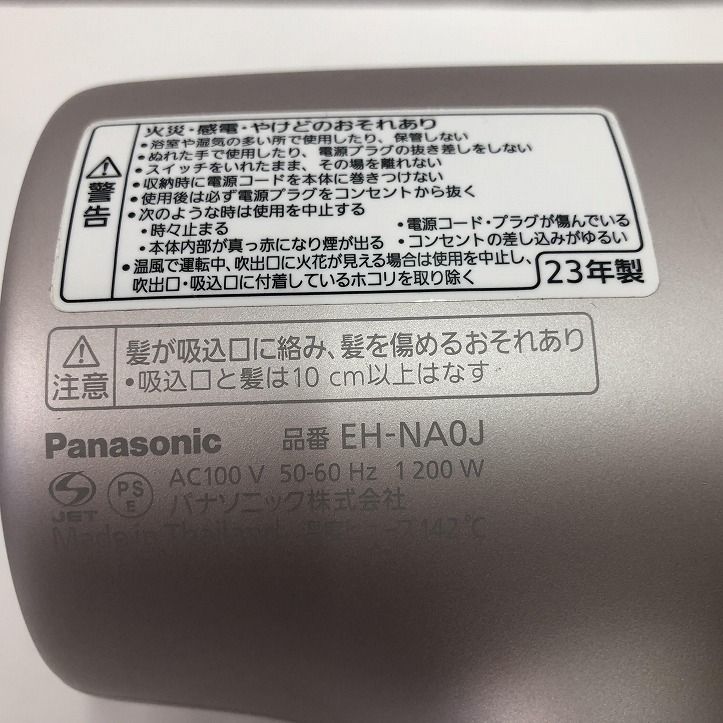 警告
火災・感電・やけどのおそれあり
・浴室や湿気の多い所で使用したり、保管しない
・ぬれた手で使用したり、電源プラグの抜き差しをしない
・スイッチをいれたまま、その場を離れない
・収納時に電源コードを本体に巻きつけない
・使用後は必ず電源プラグをコンセントから抜く
・次のような時は使用を中止する
・時々止まる ・電源コード・プラグが傷んでいる
・本体内部が真っ赤になり煙が出る ・コンセントの差し込みがゆるい
・温風で運転中、吹出口に火花が見える場合は使用を中止し、
吹出口・吸込口に付着しているホコリを取り除く
23年製
注意
髪が吸込口に絡み、髪を傷めるおそれあり
・吸込口と髪は10 cm以上はなす
Panasonic 品番 EH-NA0J
JET PSE AC100 V 50-60 Hz 1 200 W
パナソニック株式会社
Made in Thailand 温度ヒューズ 142℃